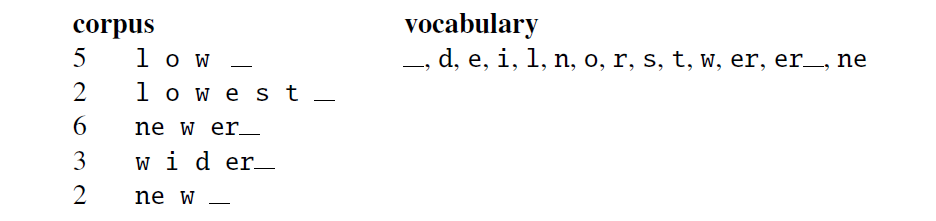 corpus vocabulary
5 l o w _ _, d, e, i, l, n, o, r, s, t, w, er, er_, ne
2 l o w e s t _
6 ne w er_
3 w i d er_
2 ne w _